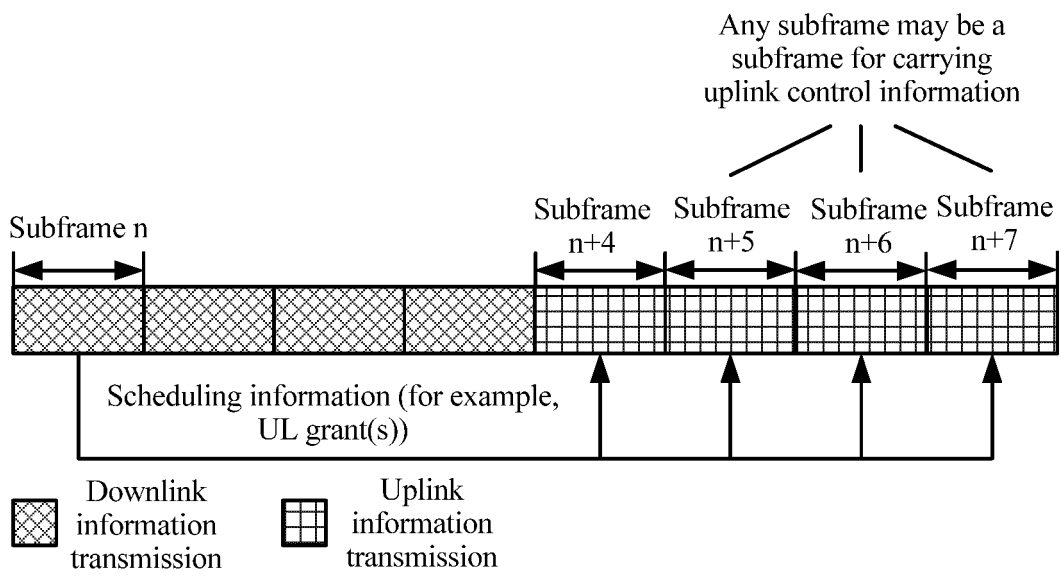 Any subframe may be a
subframe for carrying
uplink control information
Subframe n
Subframe
n+4
Subframe
n+5
Subframe
n+6
Subframe
n+7
Scheduling information (for example,
UL grant(s))
Downlink
information
transmission
Uplink
information
transmission